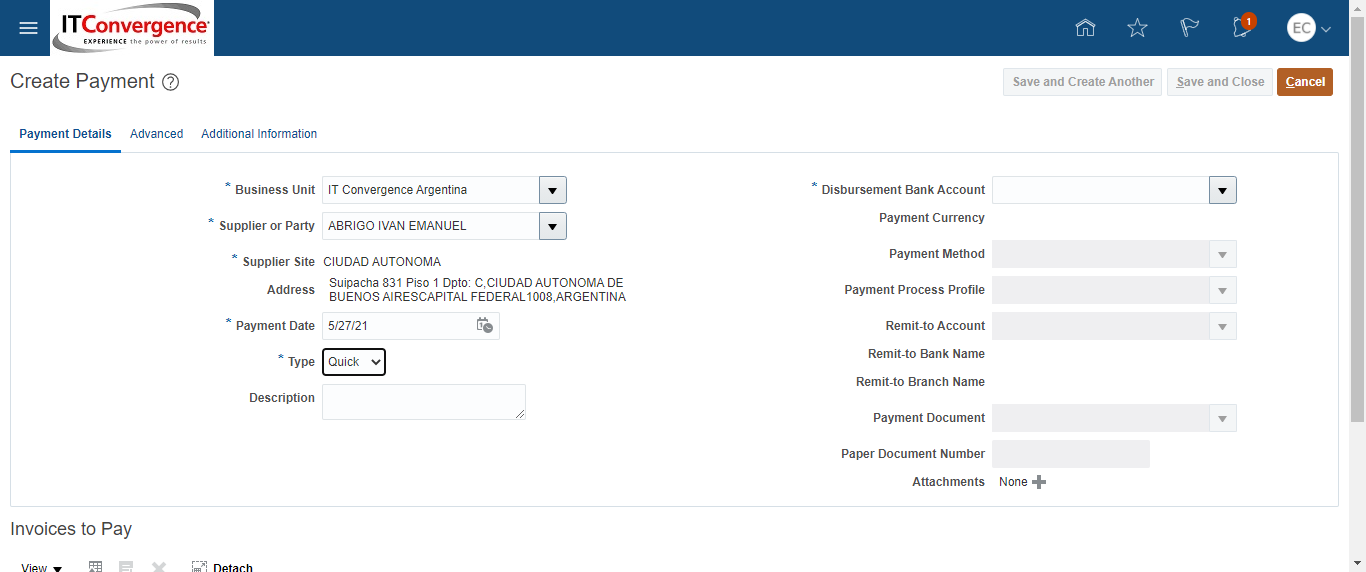 ITConvergence
EXPERIENCE the power of results
1
EC
Create Payment ?
Save and Create Another
Save and Close
Cancel
Payment Details
Advanced
Additional Information
* Business Unit IT Convergence Argentina
* Supplier or Party ABRIGO IVAN EMANUEL
* Supplier Site CIUDAD AUTONOMA
Address Suipacha 831 Piso 1 Dpto: C,CIUDAD AUTONOMA DE
BUENOS AIRESCAPITAL FEDERAL1008,ARGENTINA
* Payment Date 5/27/21
* Type Quick
Description
* Disbursement Bank Account
Payment Currency
Payment Method
Payment Process Profile
Remit-to Account
Remit-to Bank Name
Remit-to Branch Name
Payment Document
Paper Document Number
Attachments None
Invoices to Pay
View
Detach